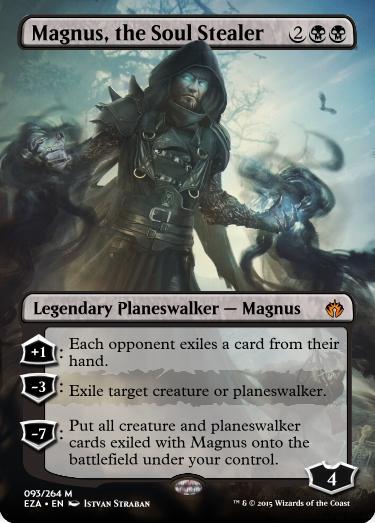 Magnus, the Soul Stealer 2
Legendary Planeswalker — Magnus
+1: Each opponent exiles a card from their
hand.
-3: Exile target creature or planeswalker.
-7: Put all creature and planeswalker
cards exiled with Magnus onto the
battlefield under your control.
4
093/264 M
EZA • EN Istvan Straban
™ & © 2015 Wizards of the Coast